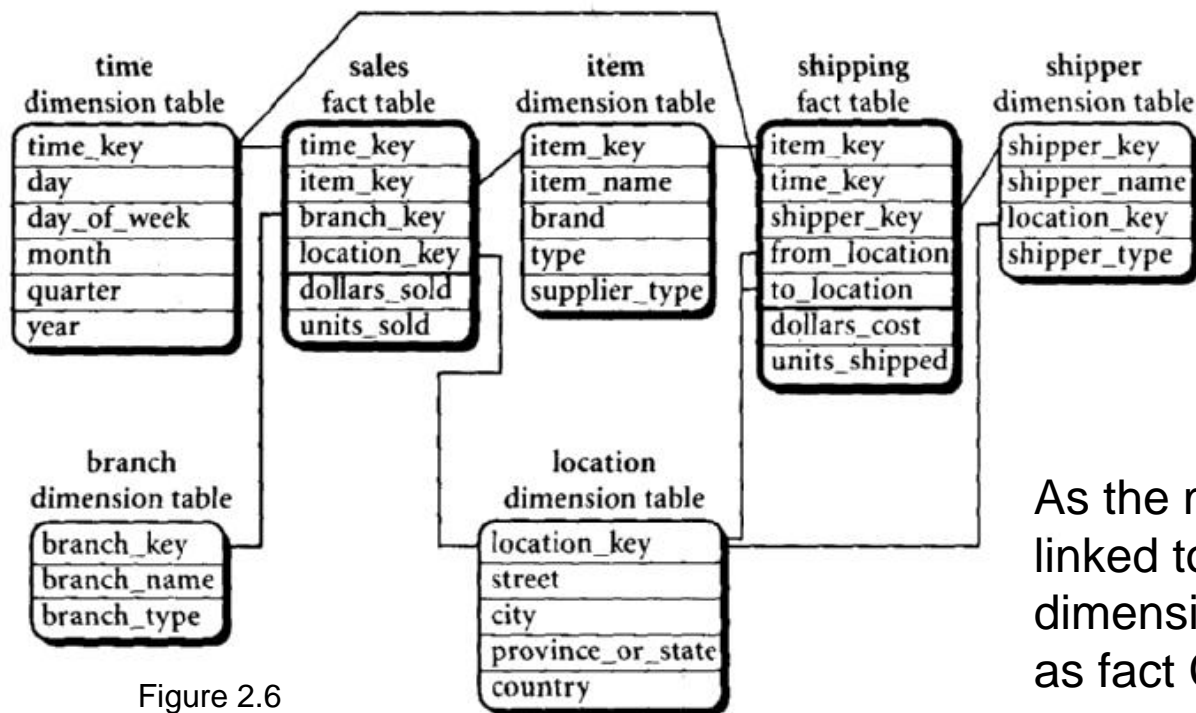 time
dimension table
time_key
day
day_of_week
month
quarter
year
sales
fact table
time_key
item_key
branch_key
location_key
dollars_sold
units_sold
item
dimension table
item_key
item_name
brand
type
supplier_type
shipping
fact table
item_key
time_key
shipper_key
from_location
to_location
dollars_cost
units_shipped
shipper
dimension table
shipper_key
shipper_name
location_key
shipper_type
branch
dimension table
branch_key
branch_name
branch_type
location
dimension table
location_key
street
city
province_or_state
country
As the
linked
dimensi
as fact
Figure 2.6